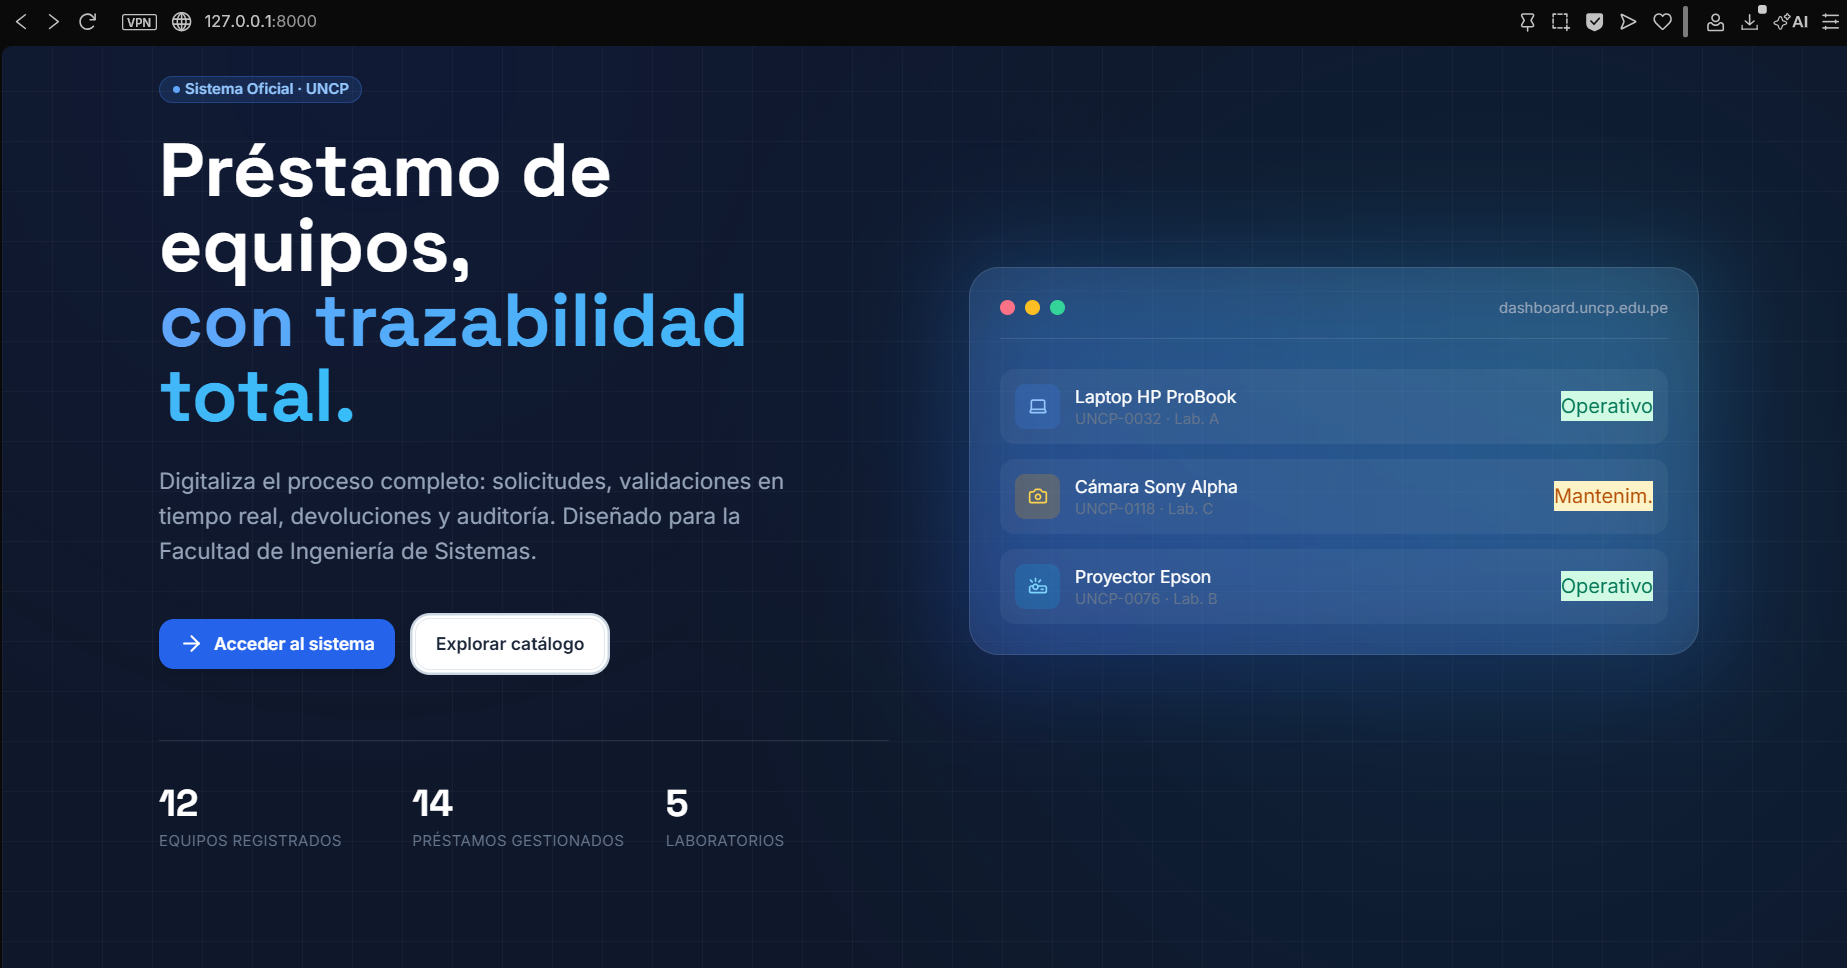 VPN
127.0.0.1:8000
AI
Sistema Oficial · UNCP
Préstamo de
equipos,
con trazabilidad
total.
Digitaliza el proceso completo: solicitudes, validaciones en
tiempo real, devoluciones y auditoría. Diseñado para la
Facultad de Ingeniería de Sistemas.
Acceder al sistema
Explorar catálogo
12
EQUIPOS REGISTRADOS
14
PRÉSTAMOS GESTIONADOS
5
LABORATORIOS
dashboard.uncp.edu.pe
Laptop HP ProBook
UNCP-0032 · Lab. A
Operativo
Cámara Sony Alpha
UNCP-0118 · Lab. C
Mantenim.
Proyector Epson
UNCP-0076 · Lab. B
Operativo